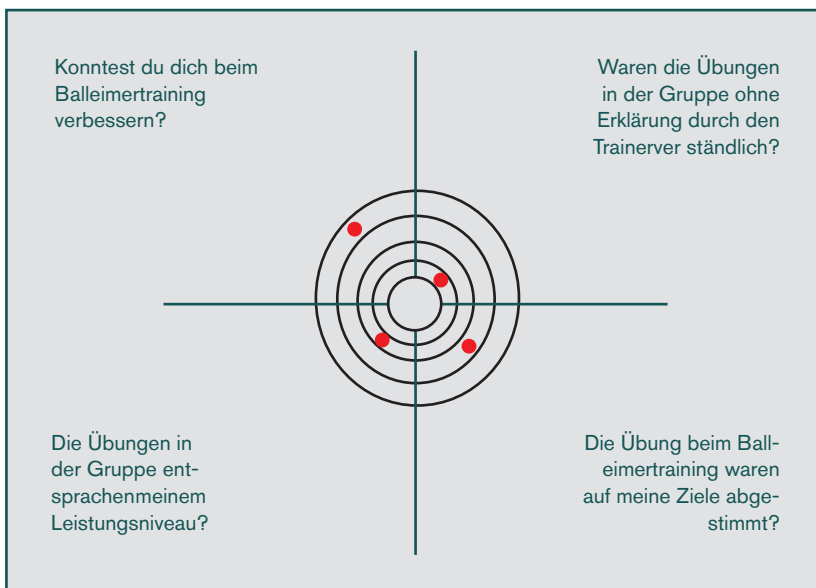 Konntest du dich beim
Balleimertraining
verbessern?
Waren die Übungen
in der Gruppe ohne
Erklärung durch den
Trainerver ständlich?
Die Übungen in
der Gruppe ent-
sprachenmeinem
Leistungsniveau?
Die Übung beim Ball-
eimertraining waren
auf meine Ziele abge-
stimmt?